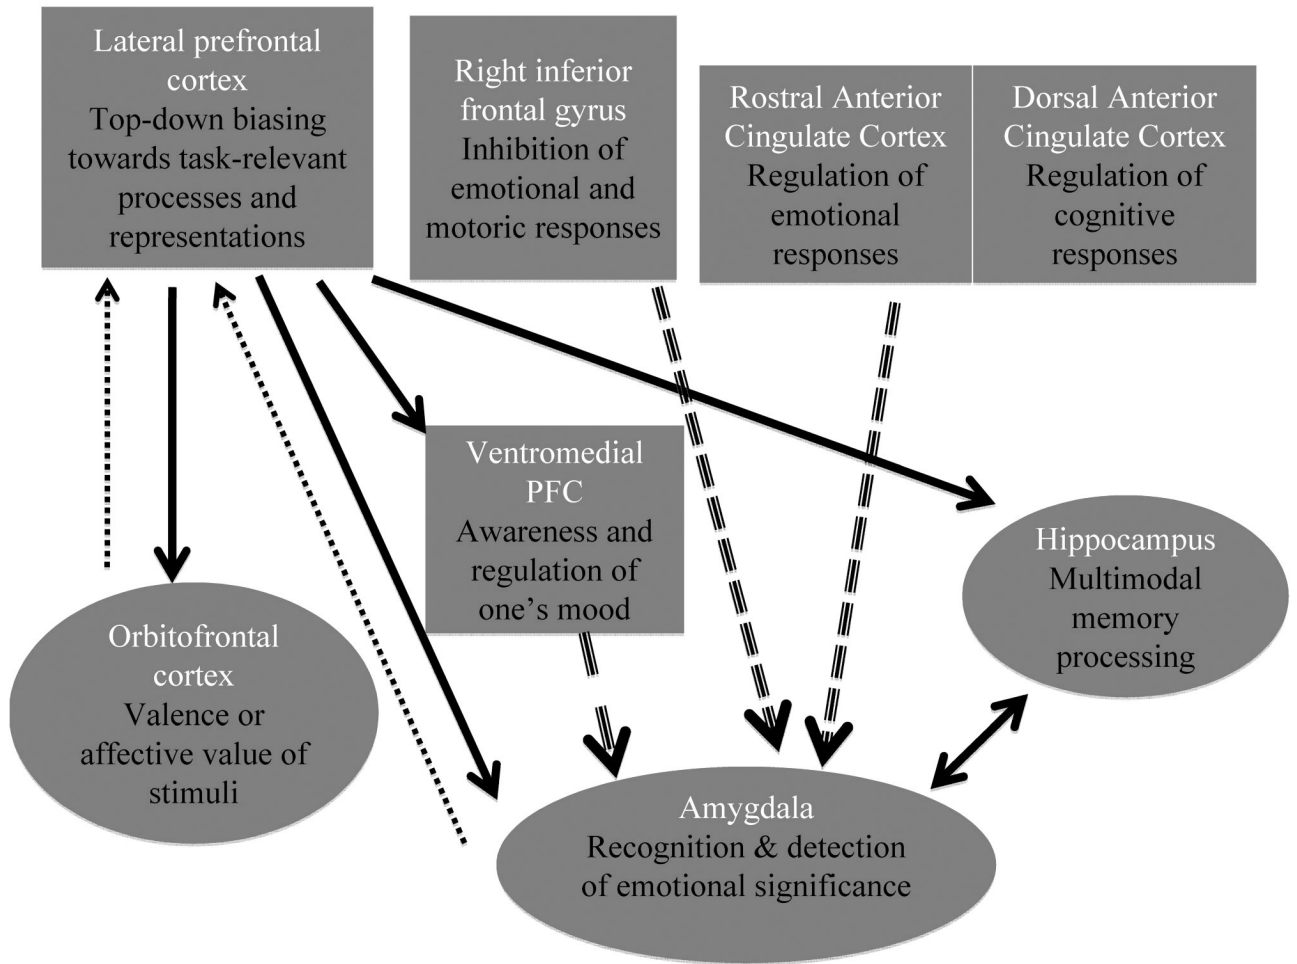 Lateral prefrontal
cortex
Top-down biasing
towards task-relevant
processes and
representations
Right inferior
frontal gyrus
Inhibition of
emotional and
motoric responses
Rostral Anterior
Cingulate Cortex
Regulation of
emotional
responses
Dorsal Anterior
Cingulate Cortex
Regulation of
cognitive
responses
Ventromedial
PFC
Awareness and
regulation of
one’s mood
Hippocampus
Multimodal
memory
processing
Orbitofrontal
cortex
Valence or
affective value of
stimuli
Amygdala
Recognition & detection
of emotional significance